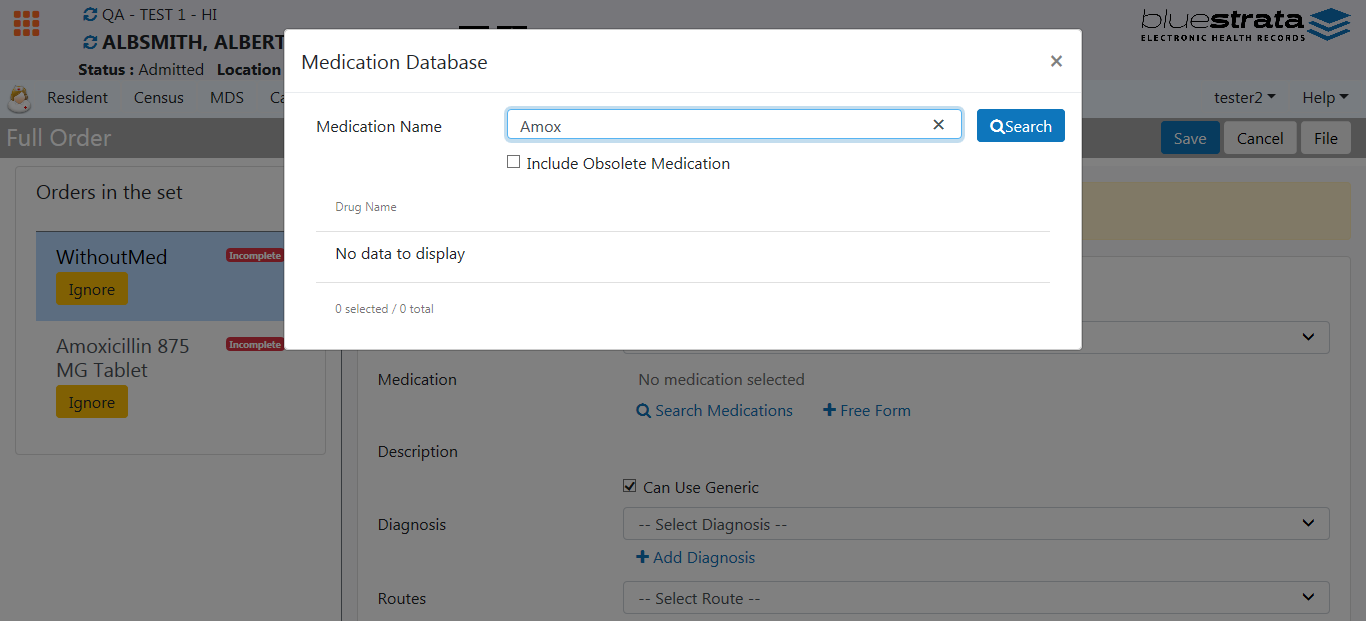 QA - TEST 1 - HI
ALBSMITH, ALBERT
Status : Admitted Location
bluestrata
ELECTRONIC HEALTH RECORDS
Resident Census MDS Ca
tester2 Help
Full Order
Save Cancel File
Medication Database
×
Medication Name
Amox
Search
Include Obsolete Medication
Drug Name
No data to display
0 selected / 0 total
Orders in the set
WithoutMed Incomplete
Ignore
Amoxicillin 875 Incomplete
MG Tablet
Ignore
Medication No medication selected
Search Medications Free Form
Description
Can Use Generic
Diagnosis -- Select Diagnosis --
Add Diagnosis
Routes -- Select Route --